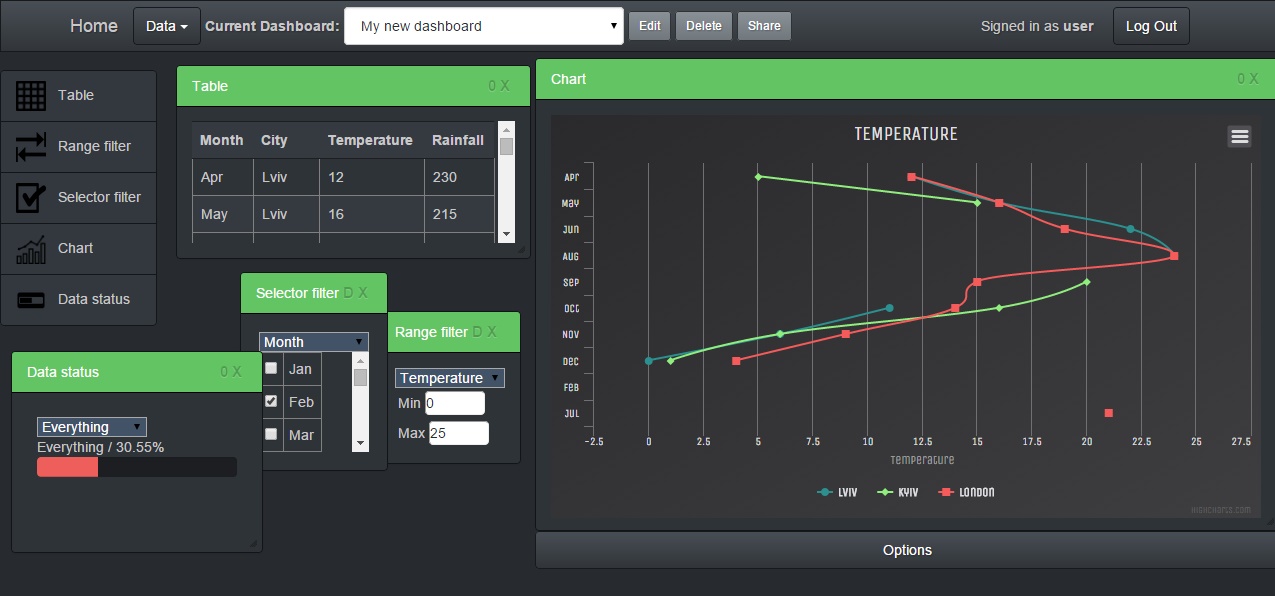 Home Data Current Dashboard: My new dashboard Edit Delete Share Signed in as user Log Out
Table
Range filter
Selector filter
Chart
Data status
Table O X
Month City Temperature Rainfall
Apr Lviv 12 230
May Lviv 16 215
Selector filter D X
Month
Jan
Feb
Mar
Range filter D X
Temperature
Min 0
Max 25
Data status O X
Everything
Everything / 30.55%
Chart O X
TEMPERATURE
Apr
May
Jun
Aug
Sep
Oct
Nov
Dec
Feb
Jul
-2.5 0 2.5 5 7.5 10 12.5 15 17.5 20 22.5 25 27.5
Temperature
Lviv Kyiv London
Highcharts.com
Options